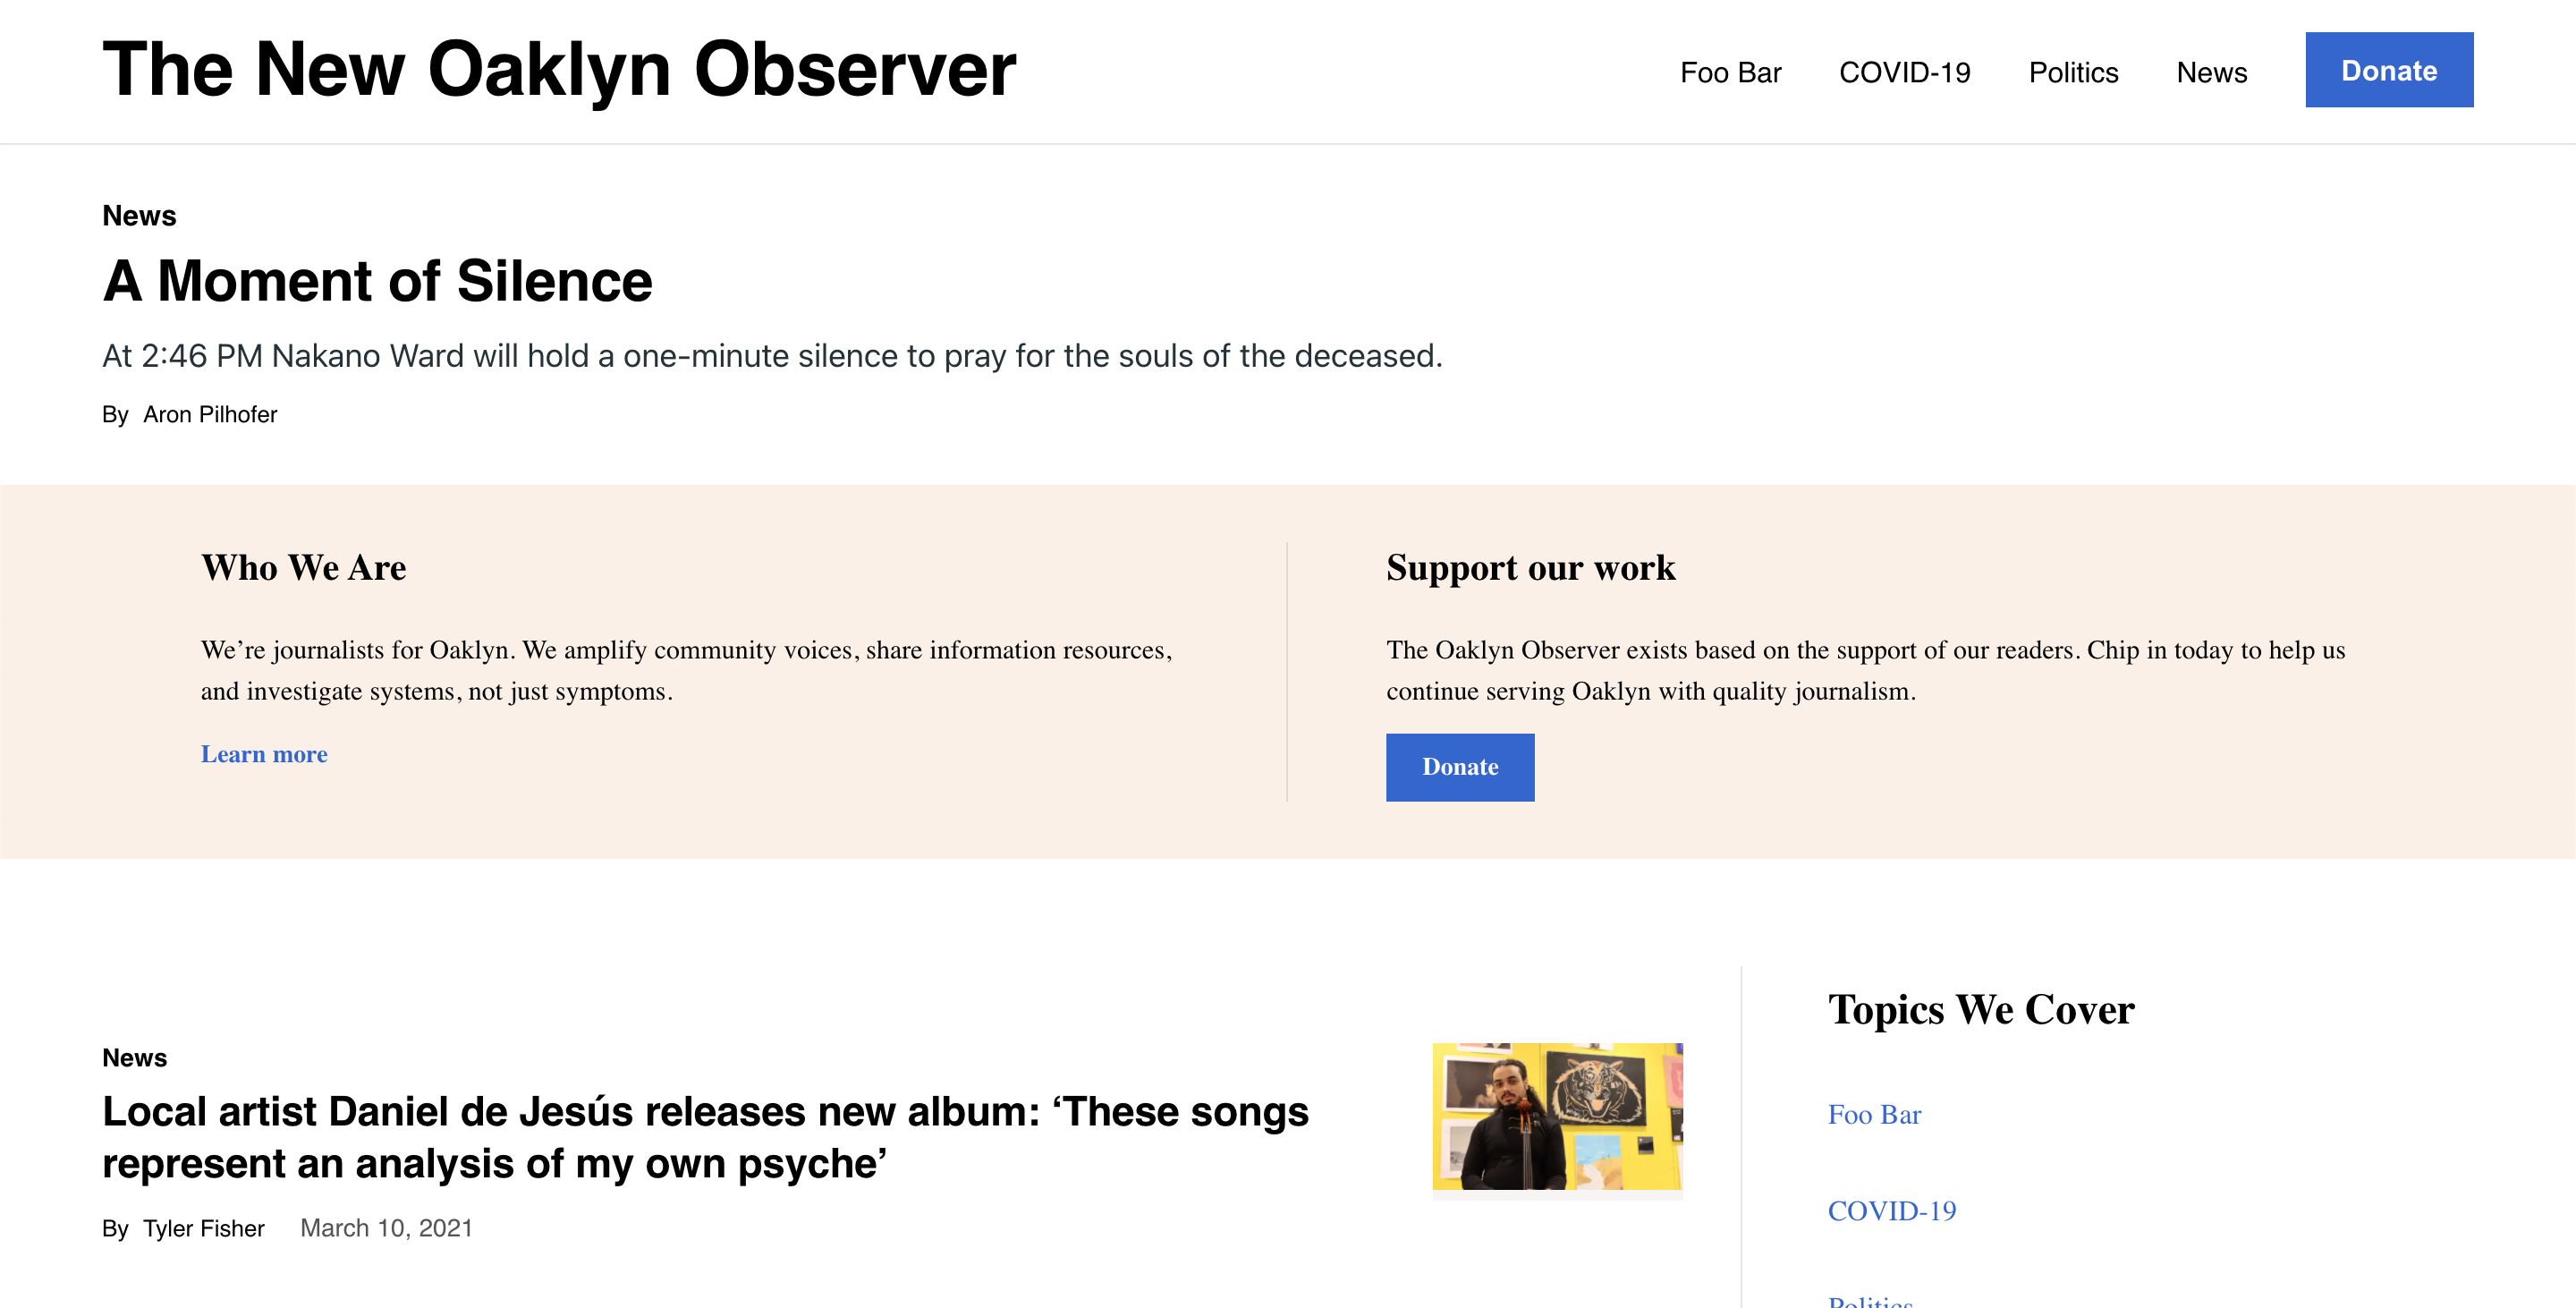 The New Oaklyn Observer
Foo Bar COVID-19 Politics News Donate
News
A Moment of Silence
At 2:46 PM Nakano Ward will hold a one-minute silence to pray for the souls of the deceased.
By Aron Pilhofer
Who We Are
We’re journalists for Oaklyn. We amplify community voices, share information resources,
and investigate systems, not just symptoms.
Learn more
Support our work
The Oaklyn Observer exists based on the support of our readers. Chip in today to help us
continue serving Oaklyn with quality journalism.
Donate
News
Local artist Daniel de Jesús releases new album: ‘These songs
represent an analysis of my own psyche’
By Tyler Fisher March 10, 2021
Topics We Cover
Foo Bar
COVID-19
Politics